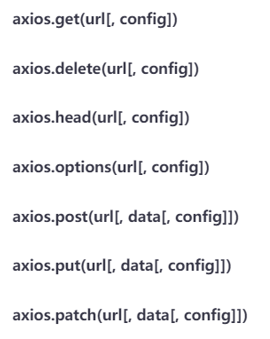 axios.get(url[, config])
axios.delete(url[, config])
axios.head(url[, config])
axios.options(url[, config])
axios.post(url[, data[, config]])
axios.put(url[, data[, config]])
axios.patch(url[, data[, config]])